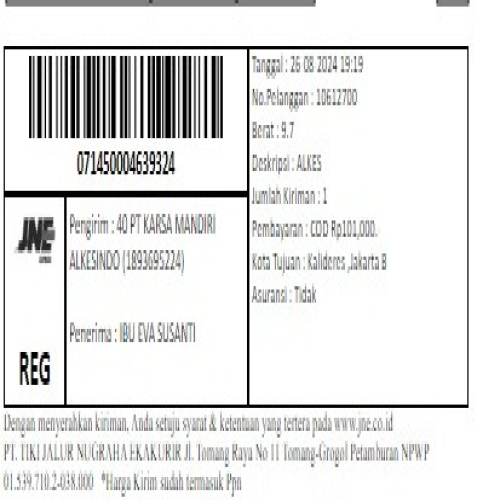 071450004639324
JNE
REG
Pengirim : 40 PT KARSA MANDIRI
ALKESINDO (1893695224)
Penerima : IBU EVA SUSANTI
Tanggal : 26-08-2024 19:19
No.Pelanggan : 10612700
Berat : 9.7
Deskripsi : ALKES
Jumlah Kiriman : 1
Pembayaran : COD Rp101,000.
Kota Tujuan : Kalideres ,Jakarta B
Asuransi : Tidak
Dengan menyerahkan kiriman, Anda setuju syarat & ketentuan yang tertera pada www.jne.co.id
PT. TIKI JALUR NUGRAHA EKAKURIR Jl. Tomang Raya No 11 Tomang-Grogol Petamburan NPWP
01.539.710.2-038.000 *Harga Kirim sudah termasuk Ppn